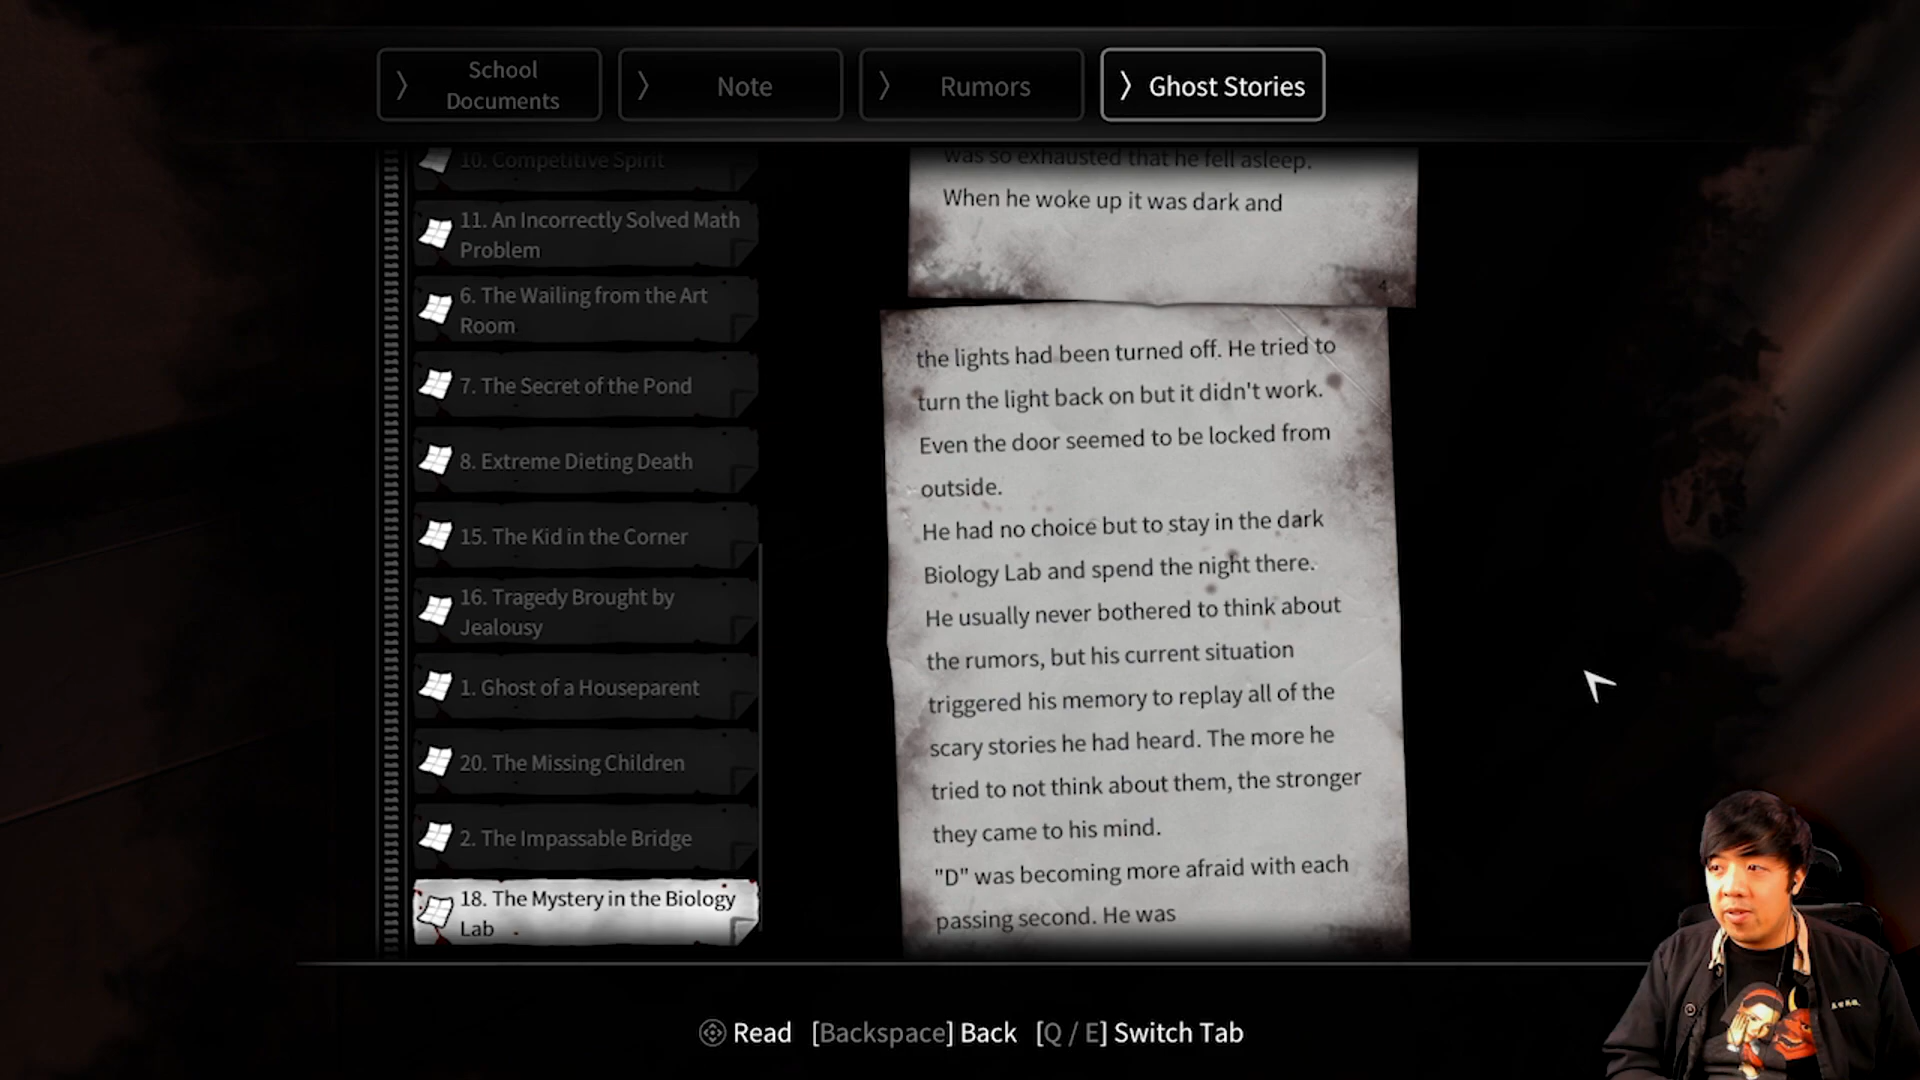 School
Documents
Note
Rumors
Ghost Stories
10. Competitive Spirit
11. An Incorrectly Solved Math
Problem
6. The Wailing from the Art
Room
7. The Secret of the Pond
8. Extreme Dieting Death
15. The Kid in the Corner
16. Tragedy Brought by
Jealousy
1. Ghost of a Houseparent
20. The Missing Children
2. The Impassable Bridge
18. The Mystery in the Biology
Lab
was so exhausted that he fell asleep.
When he woke up it was dark and
4
the lights had been turned off. He tried to
turn the light back on but it didn't work.
Even the door seemed to be locked from
outside.
He had no choice but to stay in the dark
Biology Lab and spend the night there.
He usually never bothered to think about
the rumors, but his current situation
triggered his memory to replay all of the
scary stories he had heard. The more he
tried to not think about them, the stronger
they came to his mind.
"D" was becoming more afraid with each
passing second. He was
Read [Backspace] Back [Q / E] Switch Tab